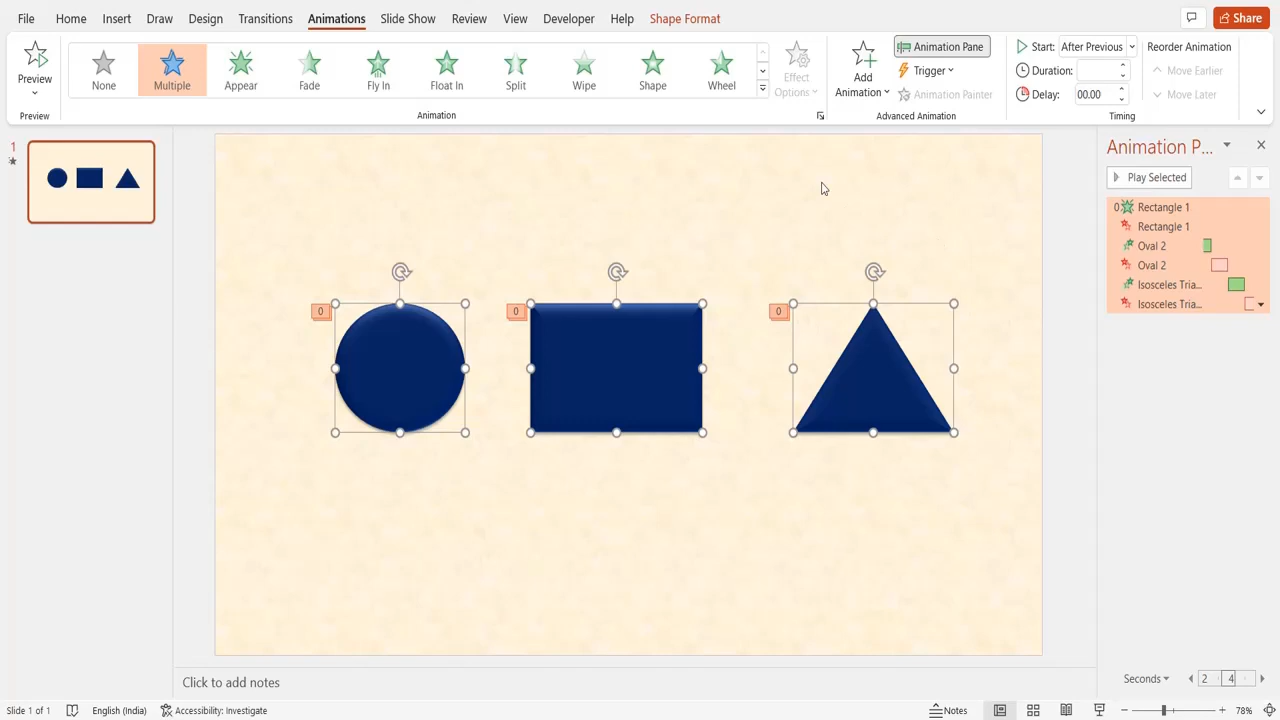 File Home Insert Draw Design Transitions Animations Slide Show Review View Developer Help Shape Format Share
Preview
None Multiple Appear Fade Fly In Float In Split Wipe Shape Wheel
Effect
Options
Add
Animation
Animation Pane
Trigger
Animation Painter
Start: After Previous
Duration:
Delay: 00.00
Reorder Animation
Move Earlier
Move Later
Preview Animation Advanced Animation Timing
1
Animation P...
Play Selected
0 Rectangle 1
Rectangle 1
Oval 2
Oval 2
Isosceles Tria...
Isosceles Tria...
0 0 0
Seconds 2 4
Click to add notes
Slide 1 of 1 English (India) Accessibility: Investigate Notes 78%